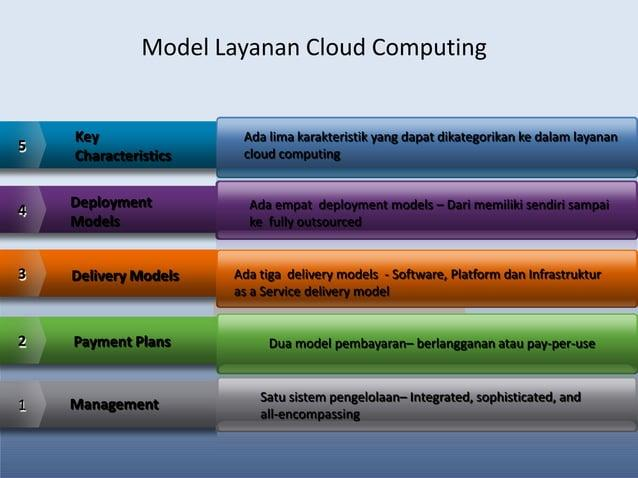 Model Layanan Cloud Computing
5
Key
Characteristics
Ada lima karakteristik yang dapat dikategorikan ke dalam layanan
cloud computing
4
Deployment
Models
Ada empat deployment models – Dari memiliki sendiri sampai
ke fully outsourced
3
Delivery Models
Ada tiga delivery models - Software, Platform dan Infrastruktur
as a Service delivery model
2
Payment Plans
Dua model pembayaran– berlangganan atau pay-per-use
1
Management
Satu sistem pengelolaan– Integrated, sophisticated, and
all-encompassing